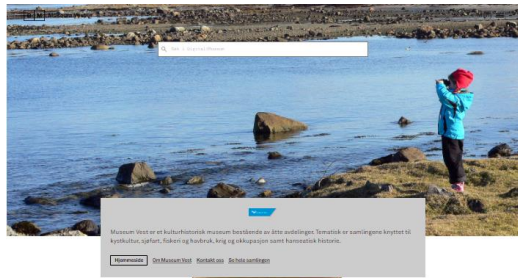 Museum Vest er et kulturhistorisk museum bestående av åtte avdelinger. Tematisk er samlingene knyttet til
kystkultur, sjøfart, fiskeri og havbruk, krig og okkupasjon samt hanseatisk historie.
Hjemmeside Om Museum Vest Kontakt oss Se hele samlingen